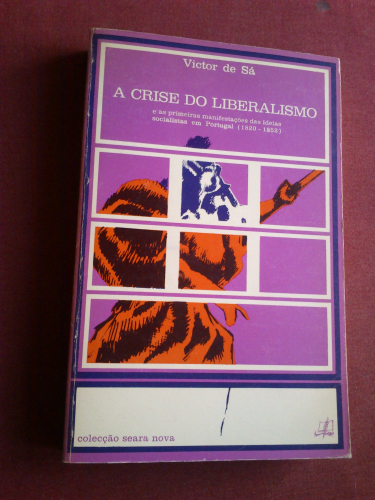 Victor de Sá
A CRISE DO LIBERALISMO
e as primeiras manifestações das ideias
socialistas em Portugal (1820-1852)
colecção seara nova